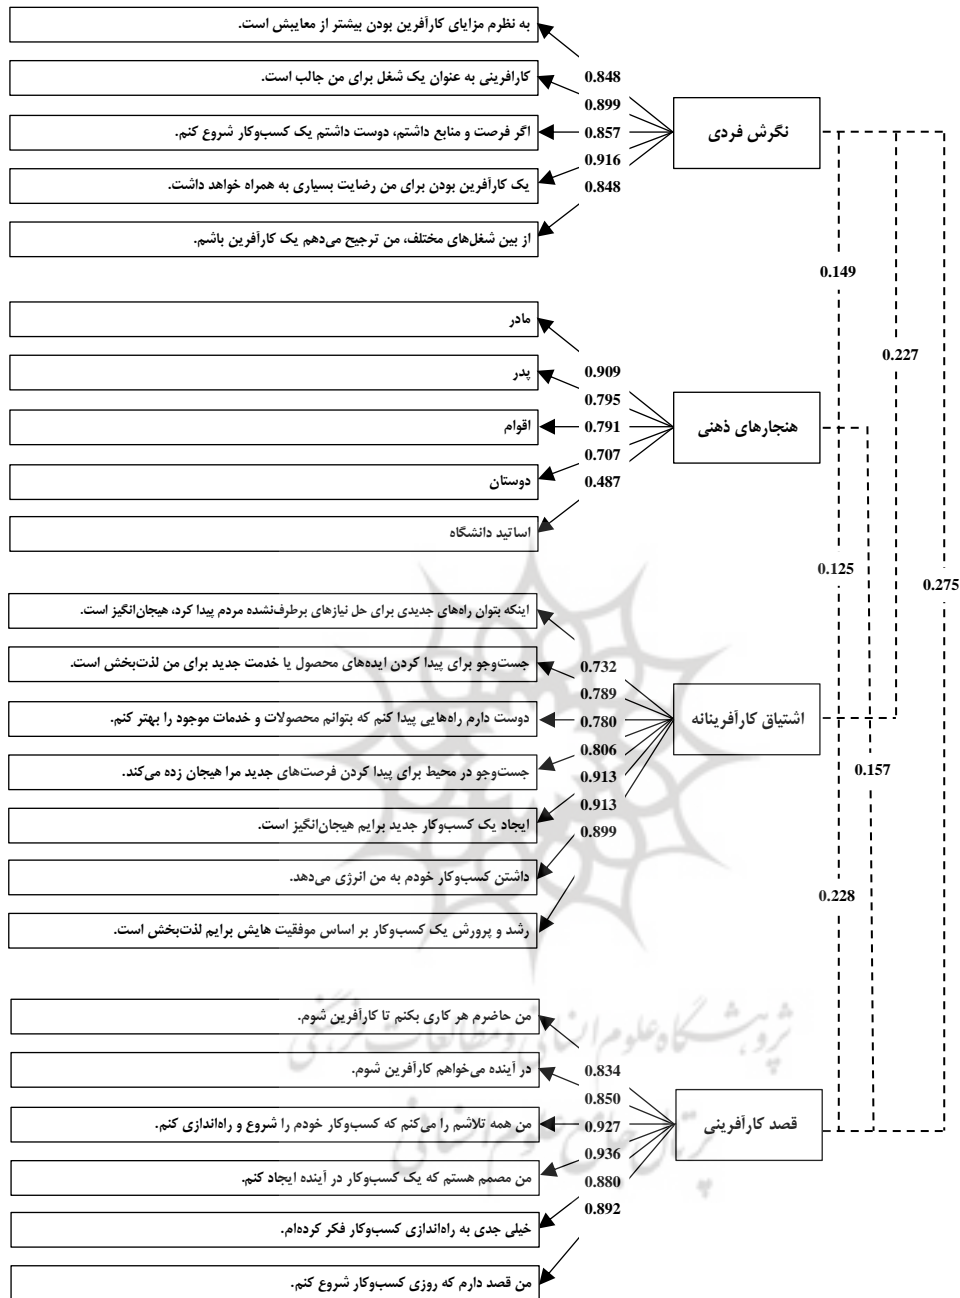 به نظرم مزایای کارآفرین بودن بیشتر از معایبش است.
کارافرینی به عنوان یک شغل برای من جالب است.
اگر فرصت و منابع داشتم، دوست داشتم یک کسب‌وکار شروع کنم.
یک کارآفرین بودن برای من رضایت بسیاری به همراه خواهد داشت.
از بین شغل‌های مختلف، من ترجیح می‌دهم یک کارآفرین باشم.
0.848
0.899
0.857
0.916
0.848
نگرش فردی
0.149
0.227
0.275
مادر
پدر
اقوام
دوستان
اساتید دانشگاه
0.909
0.795
0.791
0.707
0.487
هنجارهای ذهنی
0.125
0.157
اینکه بتوان راه‌های جدیدی برای حل نیازهای برطرف‌نشده مردم پیدا کرد، هیجان‌انگیز است.
جست‌وجو برای پیدا کردن ایده‌های محصول یا خدمت جدید برای من لذت‌بخش است.
دوست دارم راه‌هایی پیدا کنم که بتوانم محصولات و خدمات موجود را بهتر کنم.
جست‌وجو در محیط برای پیدا کردن فرصت‌های جدید مرا هیجان زده می‌کند.
ایجاد یک کسب‌وکار جدید برایم هیجان‌انگیز است.
داشتن کسب‌وکار خودم به من انرژی می‌دهد.
رشد و پرورش یک کسب‌وکار بر اساس موفقیت هایش برایم لذت‌بخش است.
0.732
0.789
0.780
0.806
0.913
0.913
0.899
اشتیاق کارآفرینانه
0.228
من حاضرم هر کاری بکنم تا کارآفرین شوم.
در آینده می‌خواهم کارآفرین شوم.
من همه تلاشم را می‌کنم که کسب‌وکار خودم را شروع و راه‌اندازی کنم.
من مصمم هستم که یک کسب‌وکار در آینده ایجاد کنم.
خیلی جدی به راه‌اندازی کسب‌وکار فکر کرده‌ام.
من قصد دارم که روزی کسب‌وکار شروع کنم.
0.834
0.850
0.927
0.936
0.880
0.892
قصد کارآفرینی
پژوهشگاه علوم انسانی و مطالعات فرهنگی
پرتال جامع علوم انسانی